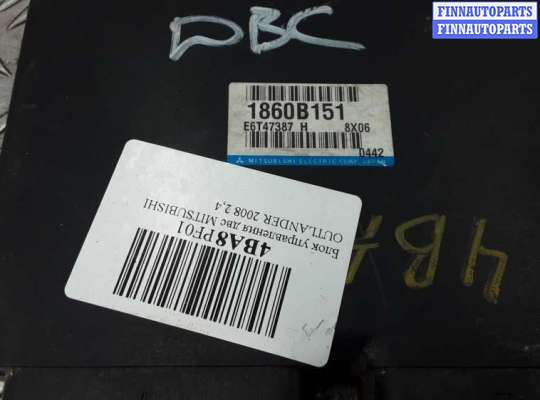 FINNAUTOPARTS
FINNAUTOPARTS
DBC
1860B151
E6T47387 H 8X06
0442
MITSUBISHI ELECTRIC CORP. JAPAN
Блок управления двс MITSUBISHI
OUTLANDER 2008 2,4
4BA8PF01